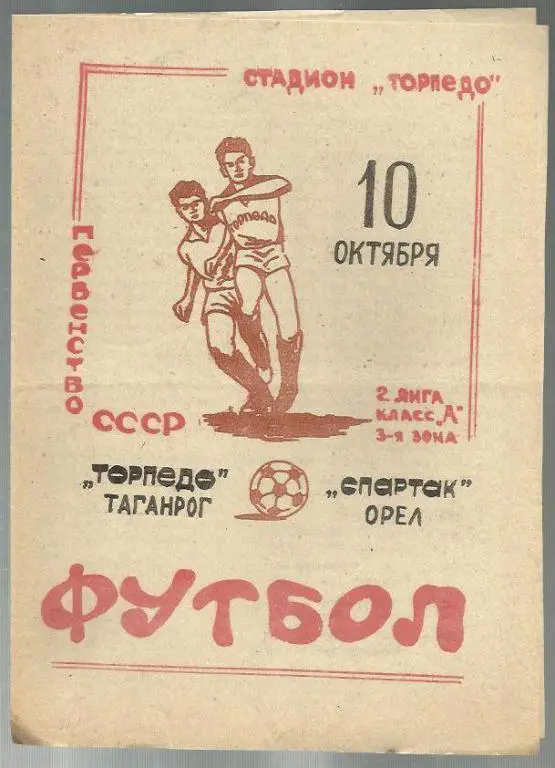 СТАДИОН „ТОРПЕДО"
ПЕРВЕНСТВО
СССР
ТОРПЕДО
10
ОКТЯБРЯ
2 ЛИГА
КЛАСС „А"
3-Я ЗОНА
„ТОРПЕДО"
ТАГАНРОГ
„СПАРТАК"
ОРЕЛ
ФУТБОЛ